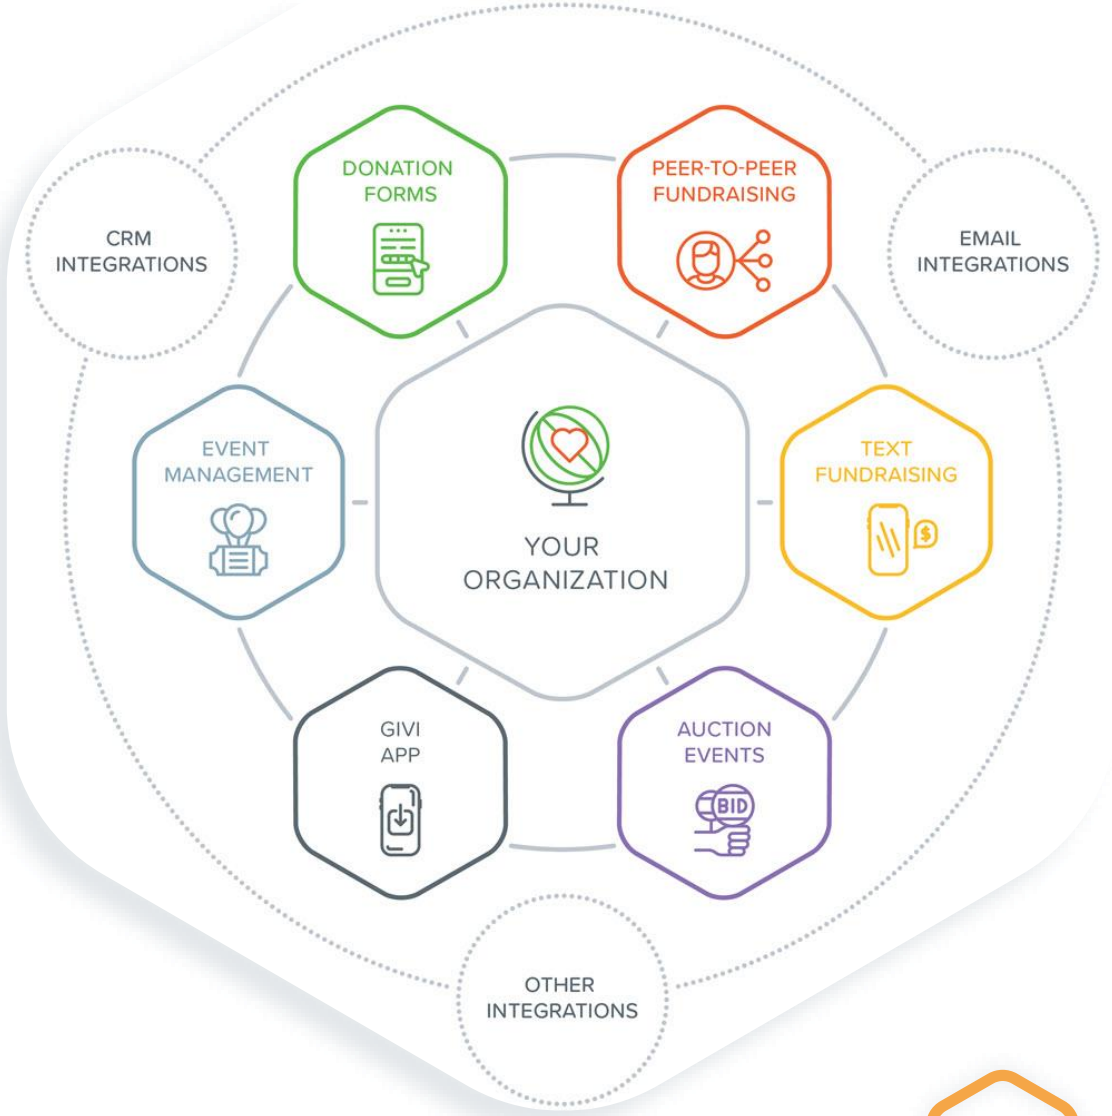 DONATION
FORMS
PEER-TO-PEER
FUNDRAISING
CRM
INTEGRATIONS
EMAIL
INTEGRATIONS
EVENT
MANAGEMENT
TEXT
FUNDRAISING
$
YOUR
ORGANIZATION
GIVI
APP
AUCTION
EVENTS
BID
OTHER
INTEGRATIONS